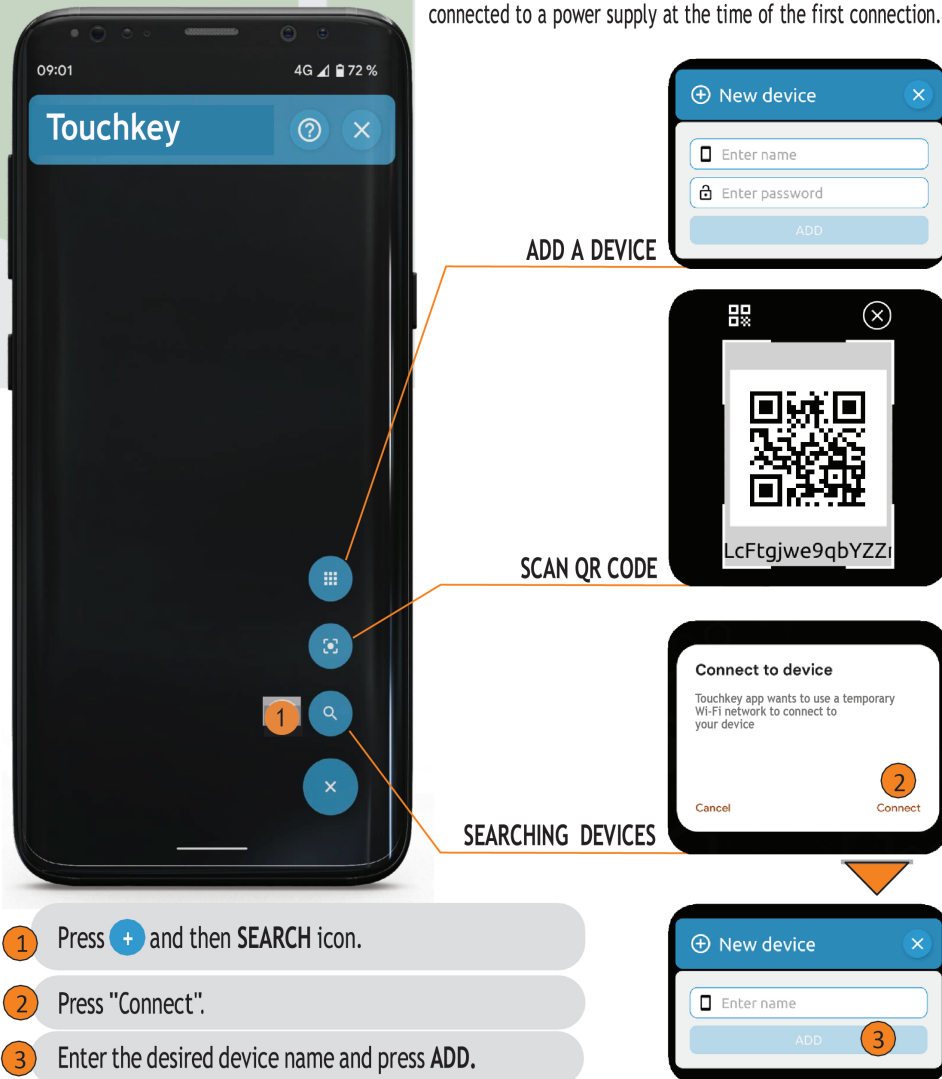 connected to a power supply at the time of the first connection.
09:01
4G 72 %
Touchkey
New device
Enter name
Enter password
ADD
ADD A DEVICE
LcFtgjwe9qbYZZ
SCAN QR CODE
1
Connect to device
Touchkey app wants to use a temporary
Wi-Fi network to connect to
your device
2
Cancel Connect
SEARCHING DEVICES
New device
Enter name
ADD 3
1 Press + and then SEARCH icon.
2 Press "Connect".
3 Enter the desired device name and press ADD.